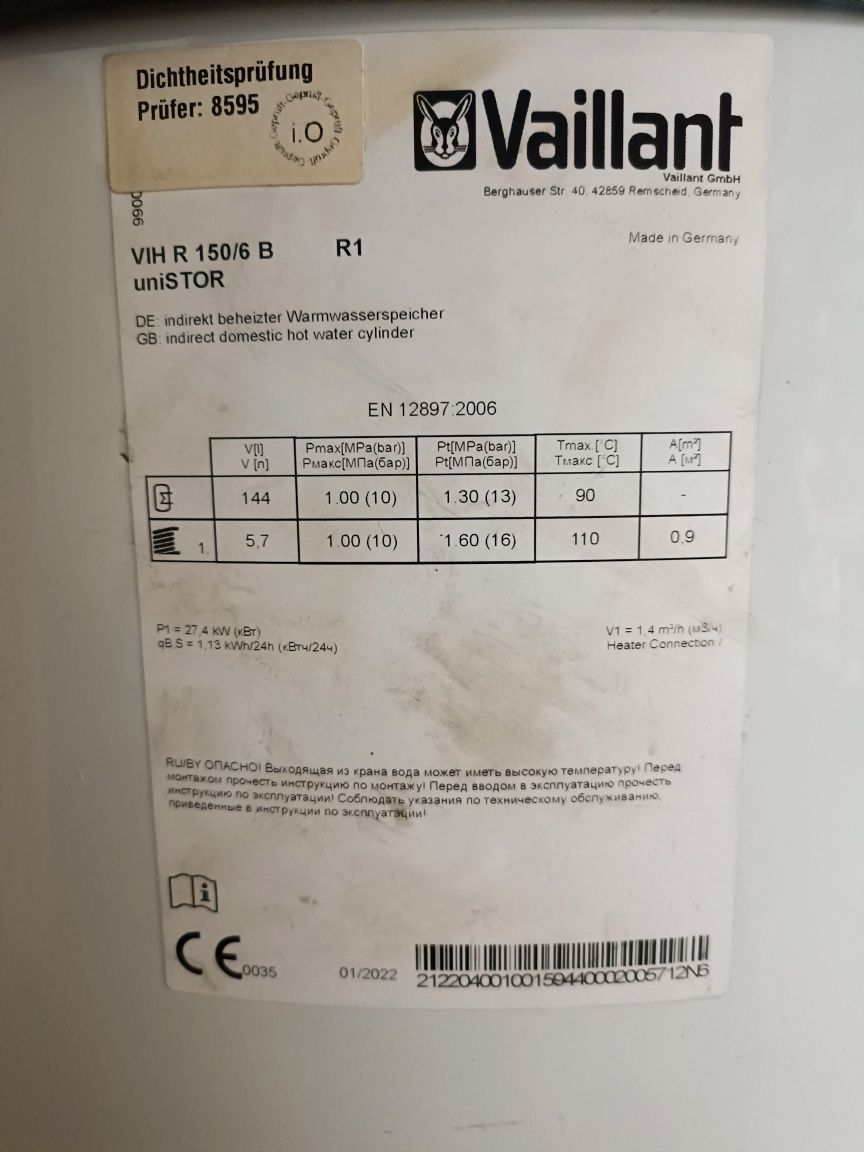 Dichtheitsprüfung
Prüfer: 8595
Geprüft · Geprüft · Geprüft · Geprüft
i.O
Vaillant
Vaillant GmbH
Berghauser Str. 40, 42859 Remscheid, Germany
Made in Germany
VIH R 150/6 B R1
uniSTOR
DE: indirekt beheizter Warmwasserspeicher
GB: indirect domestic hot water cylinder
EN 12897:2006
V[l] Pmax[MPa(bar)] Pt[MPa(bar)] Tmax [°C] A[m²]
V [л] Pмакс[МПа(бар)] Pt[МПа(бар)] Tмакс [°C] A [м²]
144 1.00 (10) 1.30 (13) 90 -
1. 5,7 1.00 (10) 1.60 (16) 110 0,9
P1 = 27,4 kW (кВт) V1 = 1,4 m³/h (м3/ч)
qB,S = 1,13 kWh/24h (кВтч/24ч) Heater Connection /
RU/BY ОПАСНО! Выходящая из крана вода может иметь высокую температуру! Перед
монтажом прочесть инструкцию по монтажу! Перед вводом в эксплуатацию прочесть
инструкцию по эксплуатации! Соблюдать указания по техническому обслуживанию,
приведенные в инструкции по эксплуатации!
CE 0035 01/2022
21220400100159440002005712N6